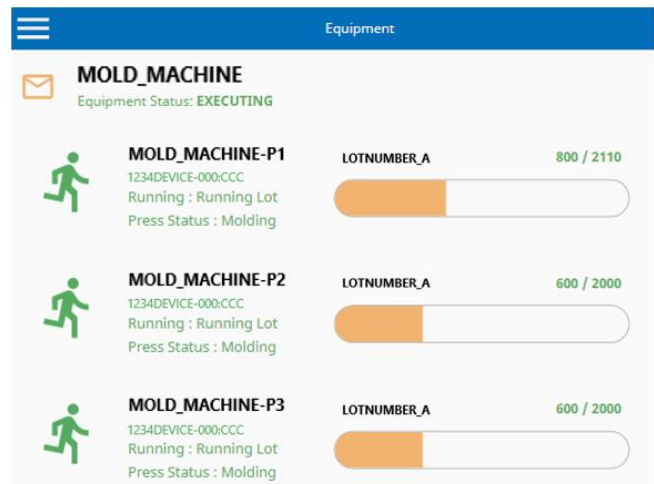 Equipment
MOLD_MACHINE
Equipment Status: EXECUTING
MOLD_MACHINE-P1
1234DEVICE-000:CCC
Running : Running Lot
Press Status : Molding
LOTNUMBER_A
800 / 2110
MOLD_MACHINE-P2
1234DEVICE-000:CCC
Running : Running Lot
Press Status : Molding
LOTNUMBER_A
600 / 2000
MOLD_MACHINE-P3
1234DEVICE-000:CCC
Running : Running Lot
Press Status : Molding
LOTNUMBER_A
600 / 2000